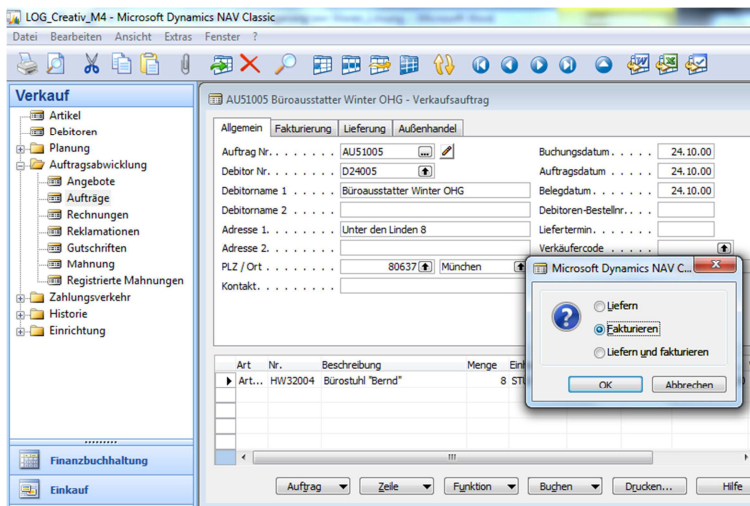 LOG_Creativ_M4 - Microsoft Dynamics NAV Classic
Datei Bearbeiten Ansicht Extras Fenster ?
Verkauf
Artikel
Debitoren
Planung
Auftragsabwicklung
Angebote
Aufträge
Rechnungen
Reklamationen
Gutschriften
Mahnung
Registrierte Mahnungen
Zahlungsverkehr
Historie
Einrichtung
Finanzbuchhaltung
Einkauf
AU51005 Büroausstatter Winter OHG - Verkaufsauftrag
Allgemein Fakturierung Lieferung Außenhandel
Auftrag Nr. . . . . . . . AU51005 ... Buchungsdatum . . . . . 24.10.00
Debitor Nr. . . . . . . . D24005 Auftragsdatum . . . . . 24.10.00
Debitorname 1 . . . . . Büroausstatter Winter OHG Belegdatum . . . . . . . 24.10.00
Debitorname 2 . . . . . Debitoren-Bestellnr. . . .
Adresse 1. . . . . . . . Unter den Linden 8 Liefertermin. . . . . . .
Adresse 2. . . . . . . . Verkäufercode . . . . .
PLZ / Ort . . . . . . . . 80637 München
Kontakt. . . . . . . . .
Microsoft Dynamics NAV C...
Liefern
Fakturieren
Liefern und fakturieren
OK Abbrechen
Art Nr. Beschreibung Menge
Art... HW32004 Bürostuhl "Bernd" 8
Auftrag Zeile Funktion Buchen Drucken... Hilfe